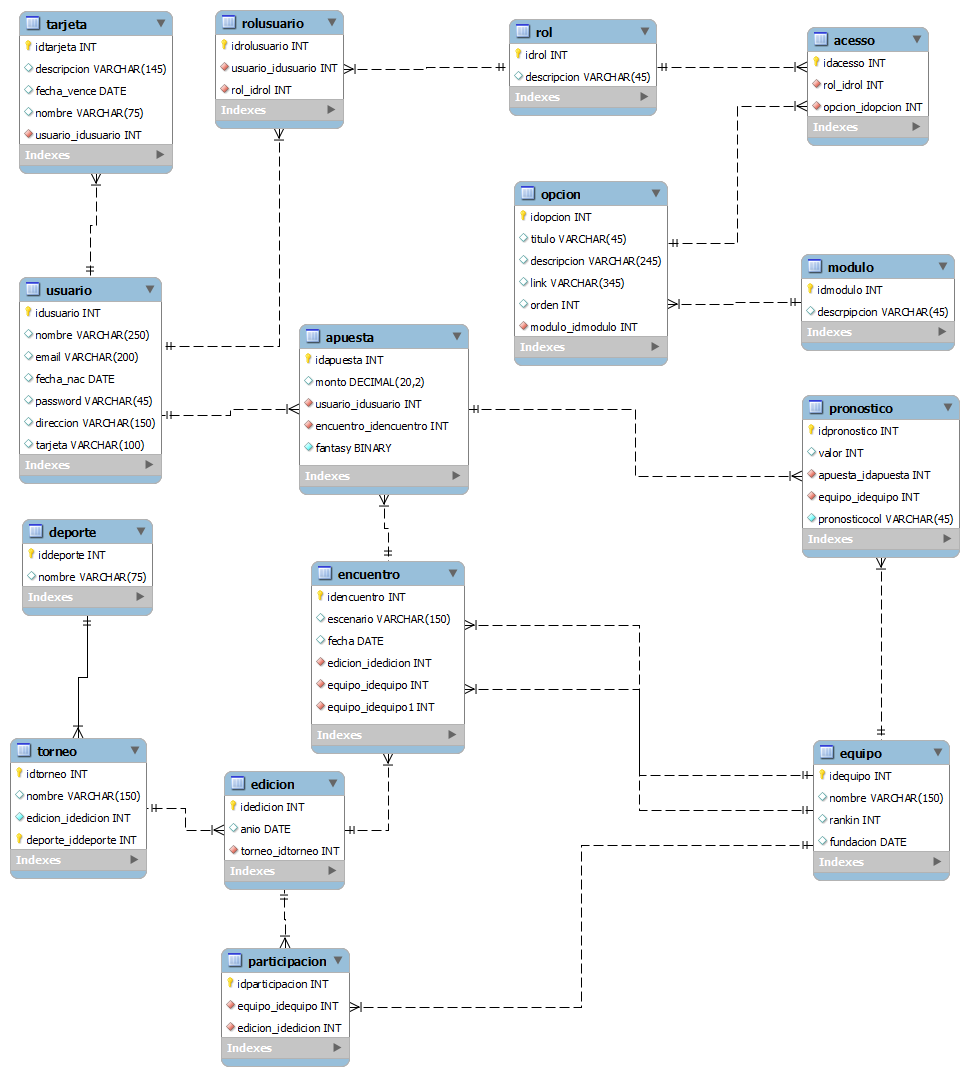 tarjeta
idtarjeta INT
descripcion VARCHAR(145)
fecha_vence DATE
nombre VARCHAR(75)
usuario_idusuario INT
Indexes
rolusuario
idrolusuario INT
usuario_idusuario INT
rol_idrol INT
Indexes
rol
idrol INT
descripcion VARCHAR(45)
Indexes
acesso
idacesso INT
rol_idrol INT
opcion_idopcion INT
Indexes
opcion
idopcion INT
titulo VARCHAR(45)
descripcion VARCHAR(245)
link VARCHAR(345)
orden INT
modulo_idmodulo INT
Indexes
modulo
idmodulo INT
descrpipcion VARCHAR(45)
Indexes
usuario
idusuario INT
nombre VARCHAR(250)
email VARCHAR(200)
fecha_nac DATE
password VARCHAR(45)
direccion VARCHAR(150)
tarjeta VARCHAR(100)
Indexes
apuesta
idapuesta INT
monto DECIMAL(20,2)
usuario_idusuario INT
encuentro_idencuentro INT
fantasy BINARY
Indexes
pronostico
idpronostico INT
valor INT
apuesta_idapuesta INT
equipo_idequipo INT
pronosticocol VARCHAR(45)
Indexes
deporte
iddeporte INT
nombre VARCHAR(75)
Indexes
encuentro
idencuentro INT
escenario VARCHAR(150)
fecha DATE
edicion_idedicion INT
equipo_idequipo INT
equipo_idequipo1 INT
Indexes
torneo
idtorneo INT
nombre VARCHAR(150)
edicion_idedicion INT
deporte_iddeporte INT
Indexes
edicion
idedicion INT
anio DATE
torneo_idtorneo INT
Indexes
equipo
idequipo INT
nombre VARCHAR(150)
rankin INT
fundacion DATE
Indexes
participacion
idparticipacion INT
equipo_idequipo INT
edicion_idedicion INT
Indexes